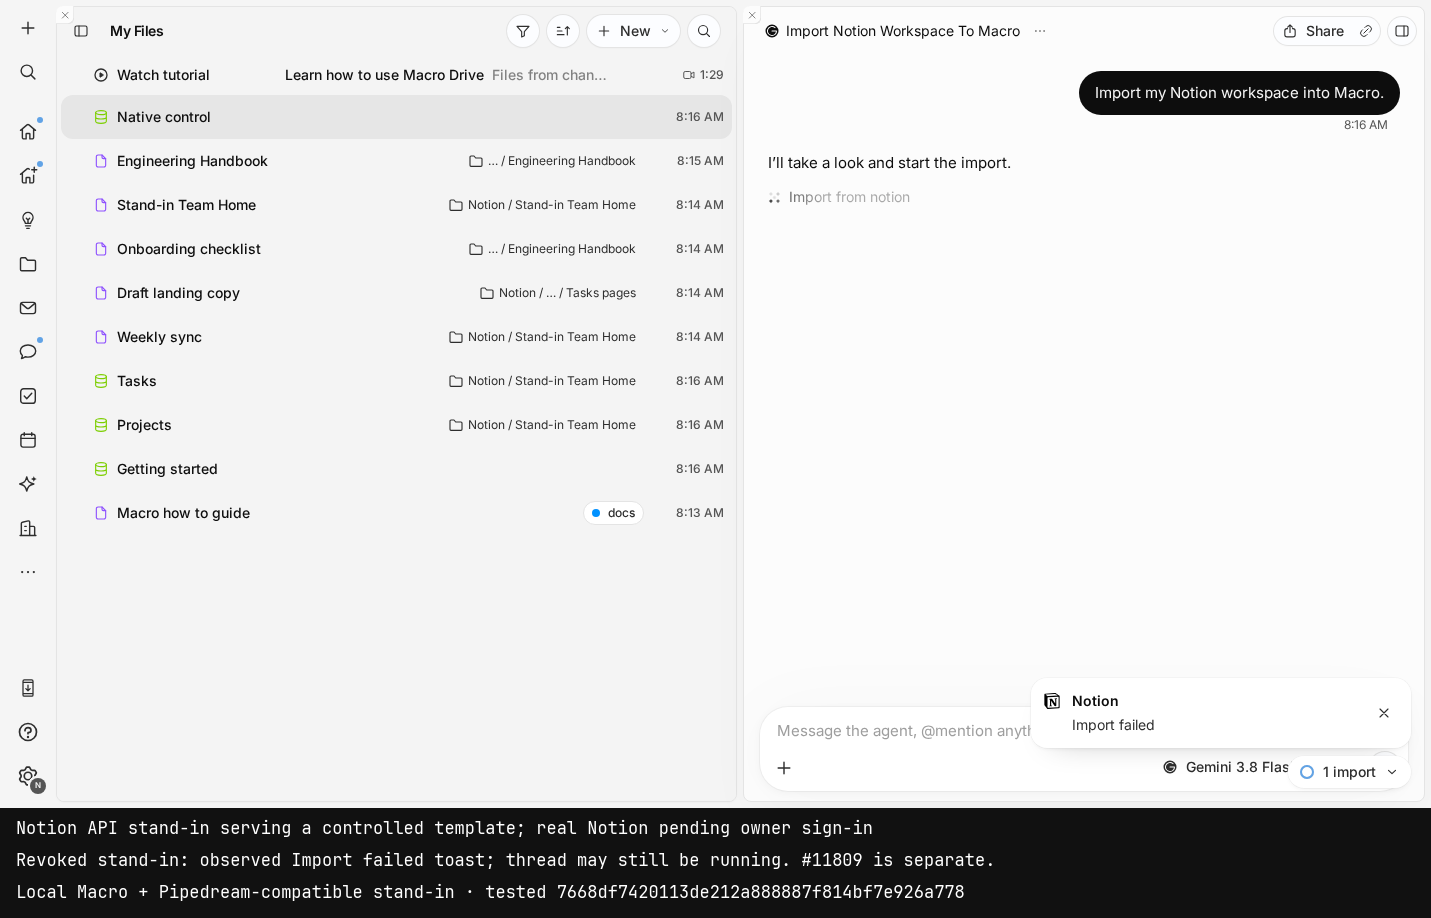 My Files
New
Watch tutorial Learn how to use Macro Drive Files from chan... 1:29
Native control 8:16 AM
Engineering Handbook ... / Engineering Handbook 8:15 AM
Stand-in Team Home Notion / Stand-in Team Home 8:14 AM
Onboarding checklist ... / Engineering Handbook 8:14 AM
Draft landing copy Notion / ... / Tasks pages 8:14 AM
Weekly sync Notion / Stand-in Team Home 8:14 AM
Tasks Notion / Stand-in Team Home 8:16 AM
Projects Notion / Stand-in Team Home 8:16 AM
Getting started 8:16 AM
Macro how to guide docs 8:13 AM
N
Import Notion Workspace To Macro ... Share
Import my Notion workspace into Macro.
8:16 AM
I’ll take a look and start the import.
Import from notion
Notion
Import failed
Message the agent, @mention anyth
Gemini 3.8 Flas
1 import
Notion API stand-in serving a controlled template; real Notion pending owner sign-in
Revoked stand-in: observed Import failed toast; thread may still be running. #11809 is separate.
Local Macro + Pipedream-compatible stand-in · tested 7668df7420113de212a888887f814bf7e926a778